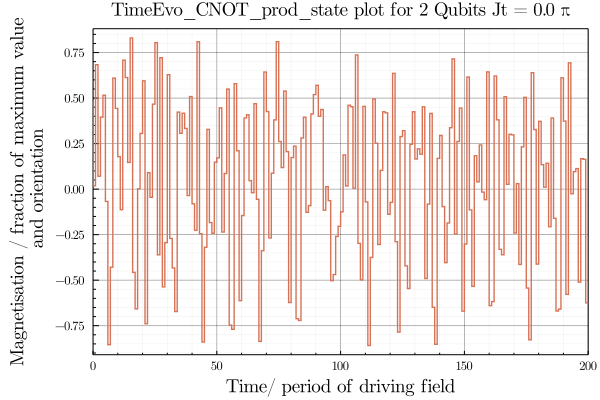 TimeEvo_CNOT_prod_state plot for 2 Qubits Jt = 0.0 π
Magnetisation / fraction of maximum value
and orientation
0.75
0.50
0.25
0.00
−0.25
−0.50
−0.75
0 50 100 150 200
Time/ period of driving field